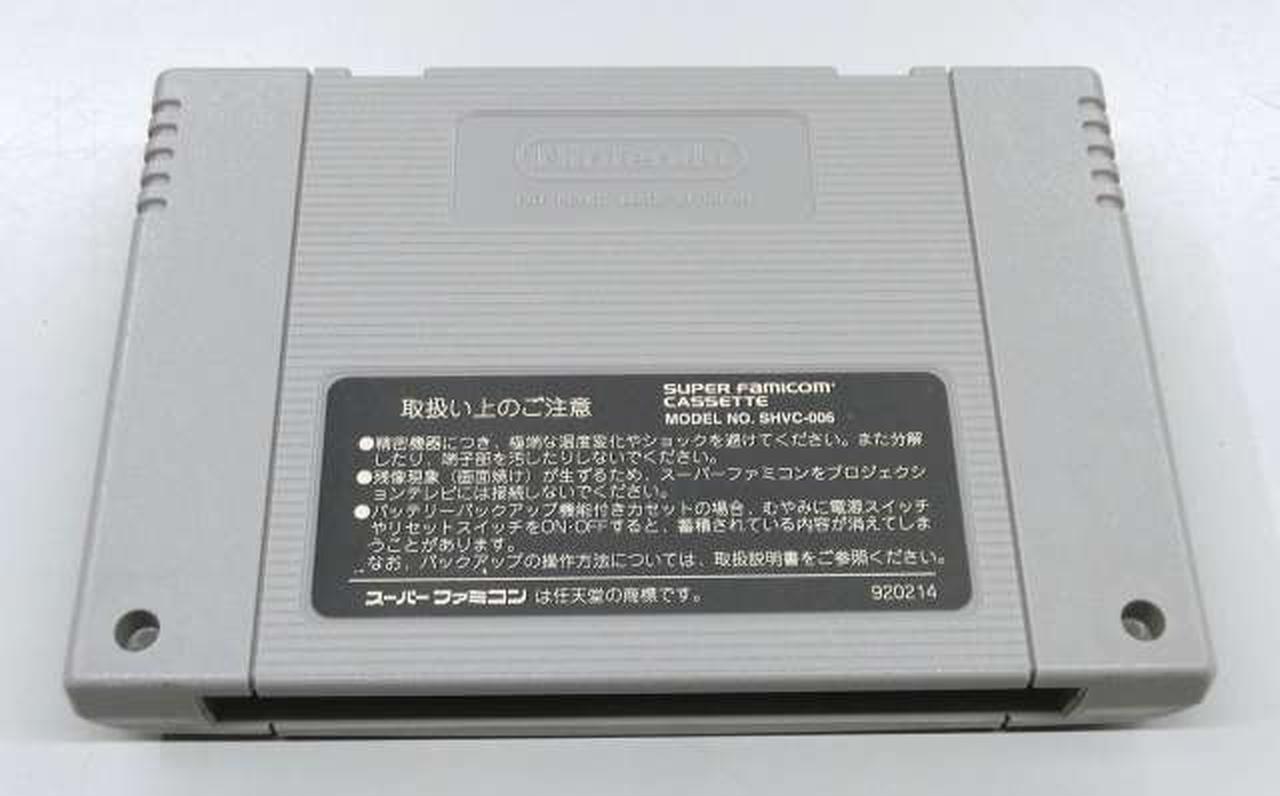 Nintendo
取扱い上のご注意
SUPER FAMICOM
CASSETTE
MODEL NO. SHVC-006
●精密機器につき、極端な温度変化やショックを避けてください。また分解
したり、端子部を汚したりしないでください。
●残像現象（画面焼け）が生ずるため、スーパーファミコンをプロジェクシ
ョンテレビには接続しないでください。
●バッテリーバックアップ機能付きカセットの場合、むやみに電源スイッチ
やリセットスイッチをON・OFFすると、蓄積されている内容が消えてしま
うことがあります。
なお、バックアップの操作方法については、取扱説明書をご参照ください。
スーパーファミコン は任天堂の商標です。
920214